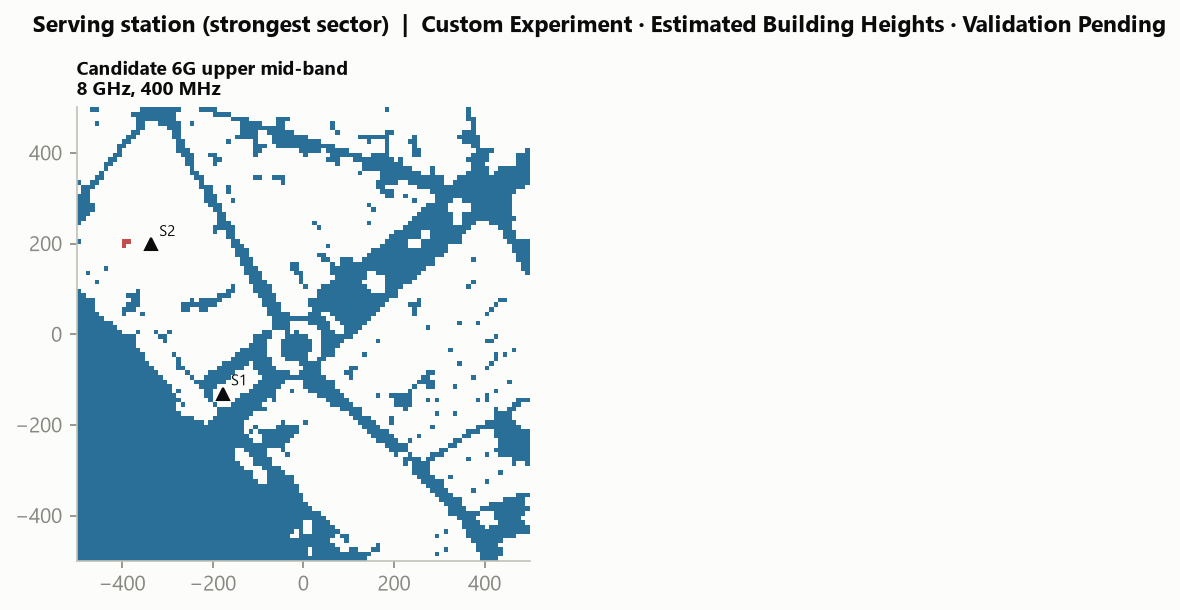 Serving station (strongest sector) | Custom Experiment · Estimated Building Heights · Validation Pending
Candidate 6G upper mid-band
8 GHz, 400 MHz
400
S2
200
0
S1
−200
−400
−400 −200 0 200 400